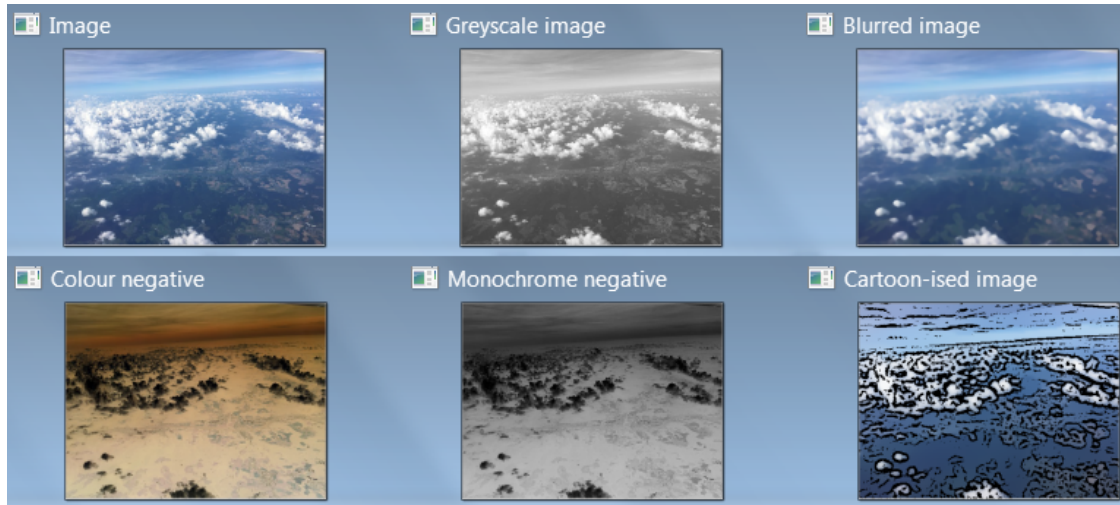 Image
Greyscale image
Blurred image
Colour negative
Monochrome negative
Cartoon-ised image